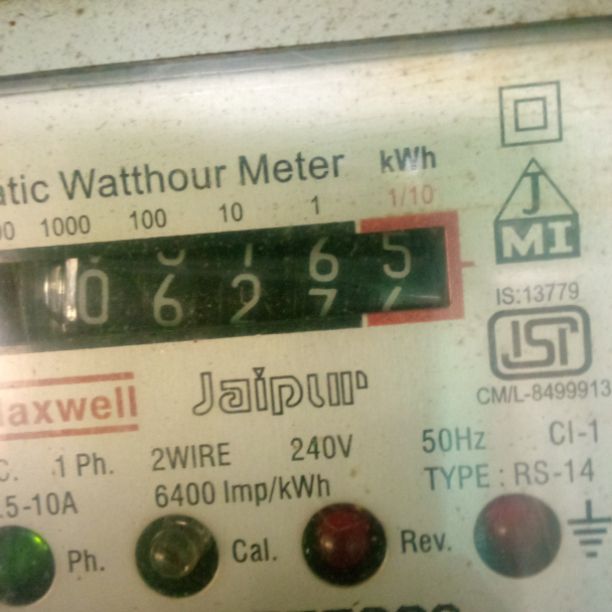 atic Watthour Meter kWh
00 1000 100 10 1 1/10
0 6 2 6 5
7
J
MI
IS:13779
ISI
CM/L-8499913
Maxwell Jaipur
C. 1 Ph. 2WIRE 240V 50Hz Cl-1
.5-10A 6400 Imp/kWh TYPE : RS-14
Ph. Cal. Rev.